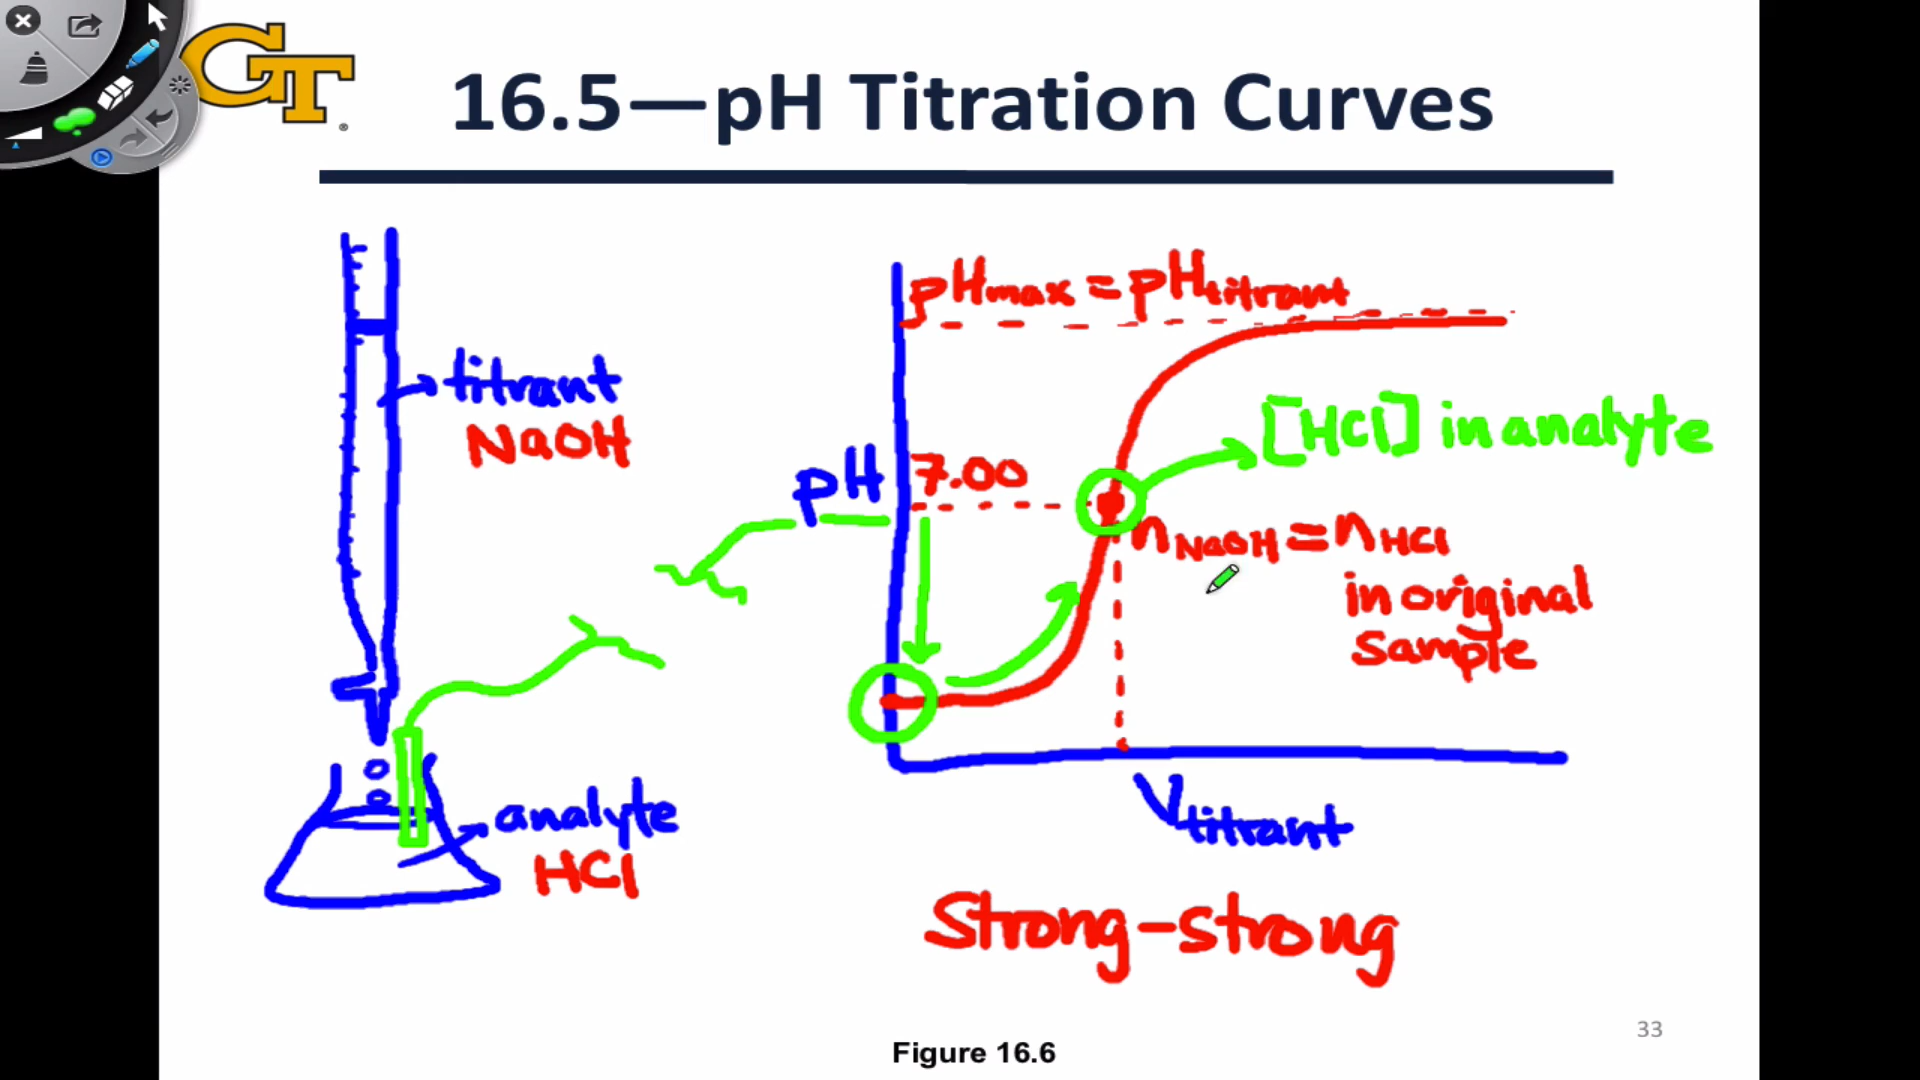 GT
®
16.5—pH Titration Curves
titrant
NaOH
analyte
HCl
pHmax = pHtitrant
pH
7.00
[HCl] in analyte
nNaOH = nHCl
in original
sample
Vtitrant
Strong-strong
33
Figure 16.6